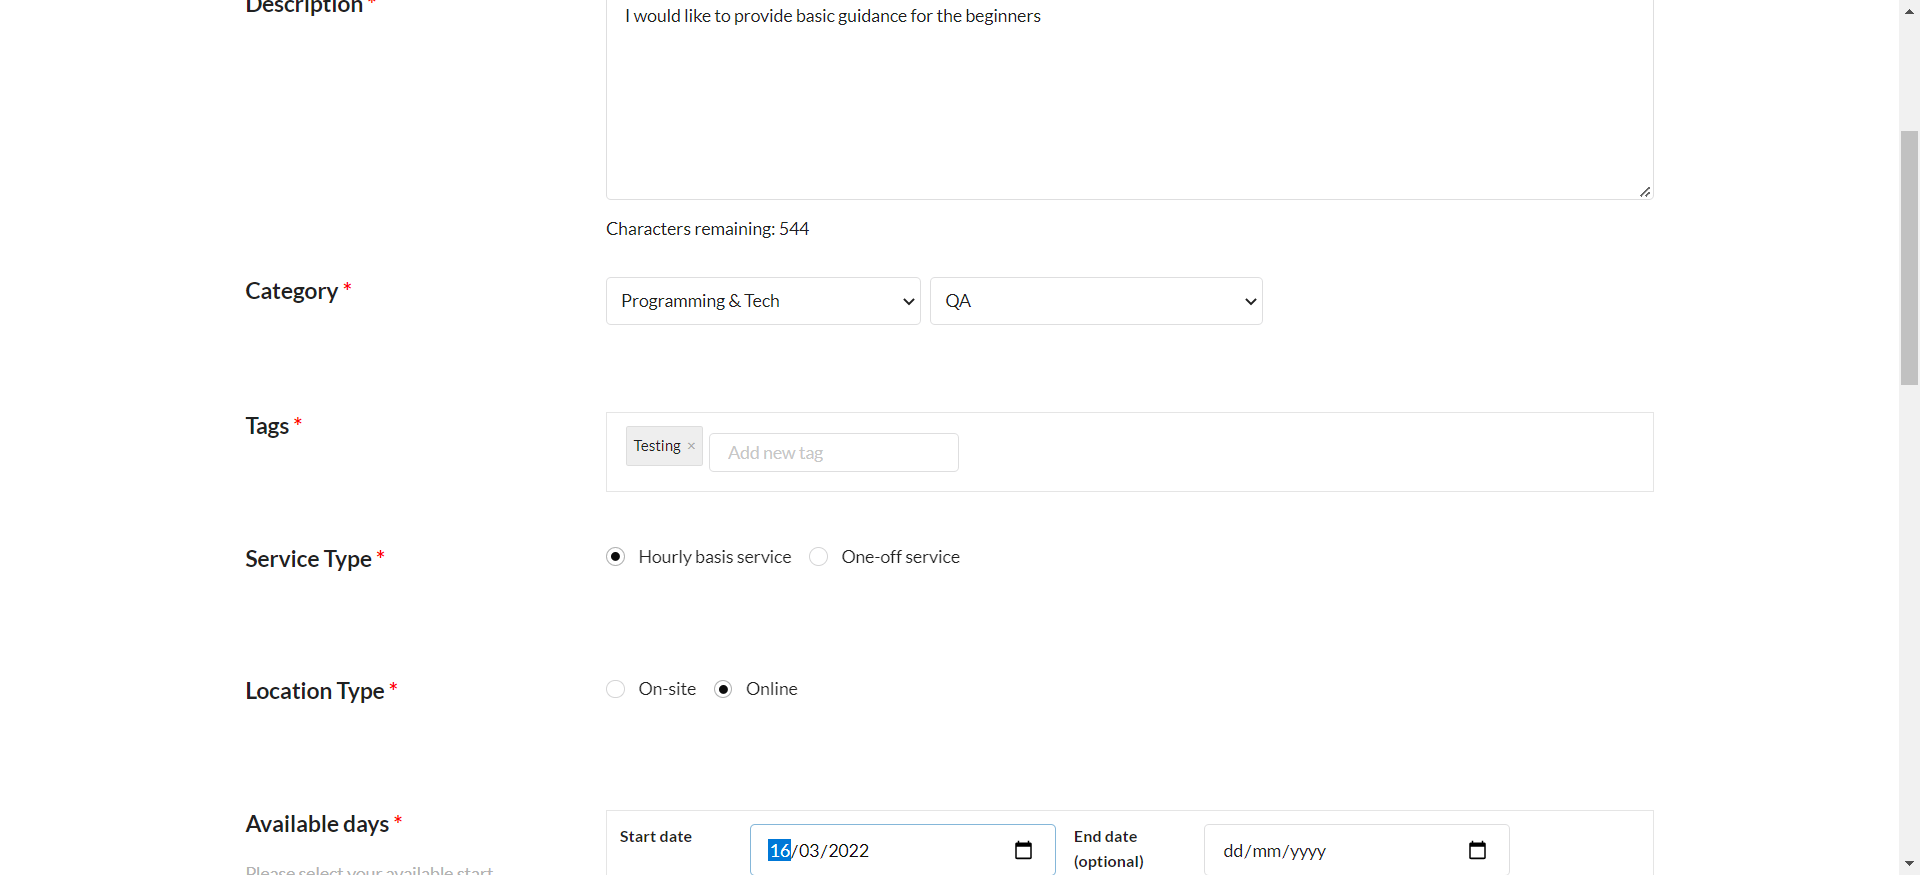 Description *
I would like to provide basic guidance for the beginners
Characters remaining: 544
Category *
Programming & Tech
QA
Tags *
Testing ×
Add new tag
Service Type *
Hourly basis service
One-off service
Location Type *
On-site
Online
Available days *
Start date
16/03/2022
End date
(optional)
dd/mm/yyyy
Please select your available start